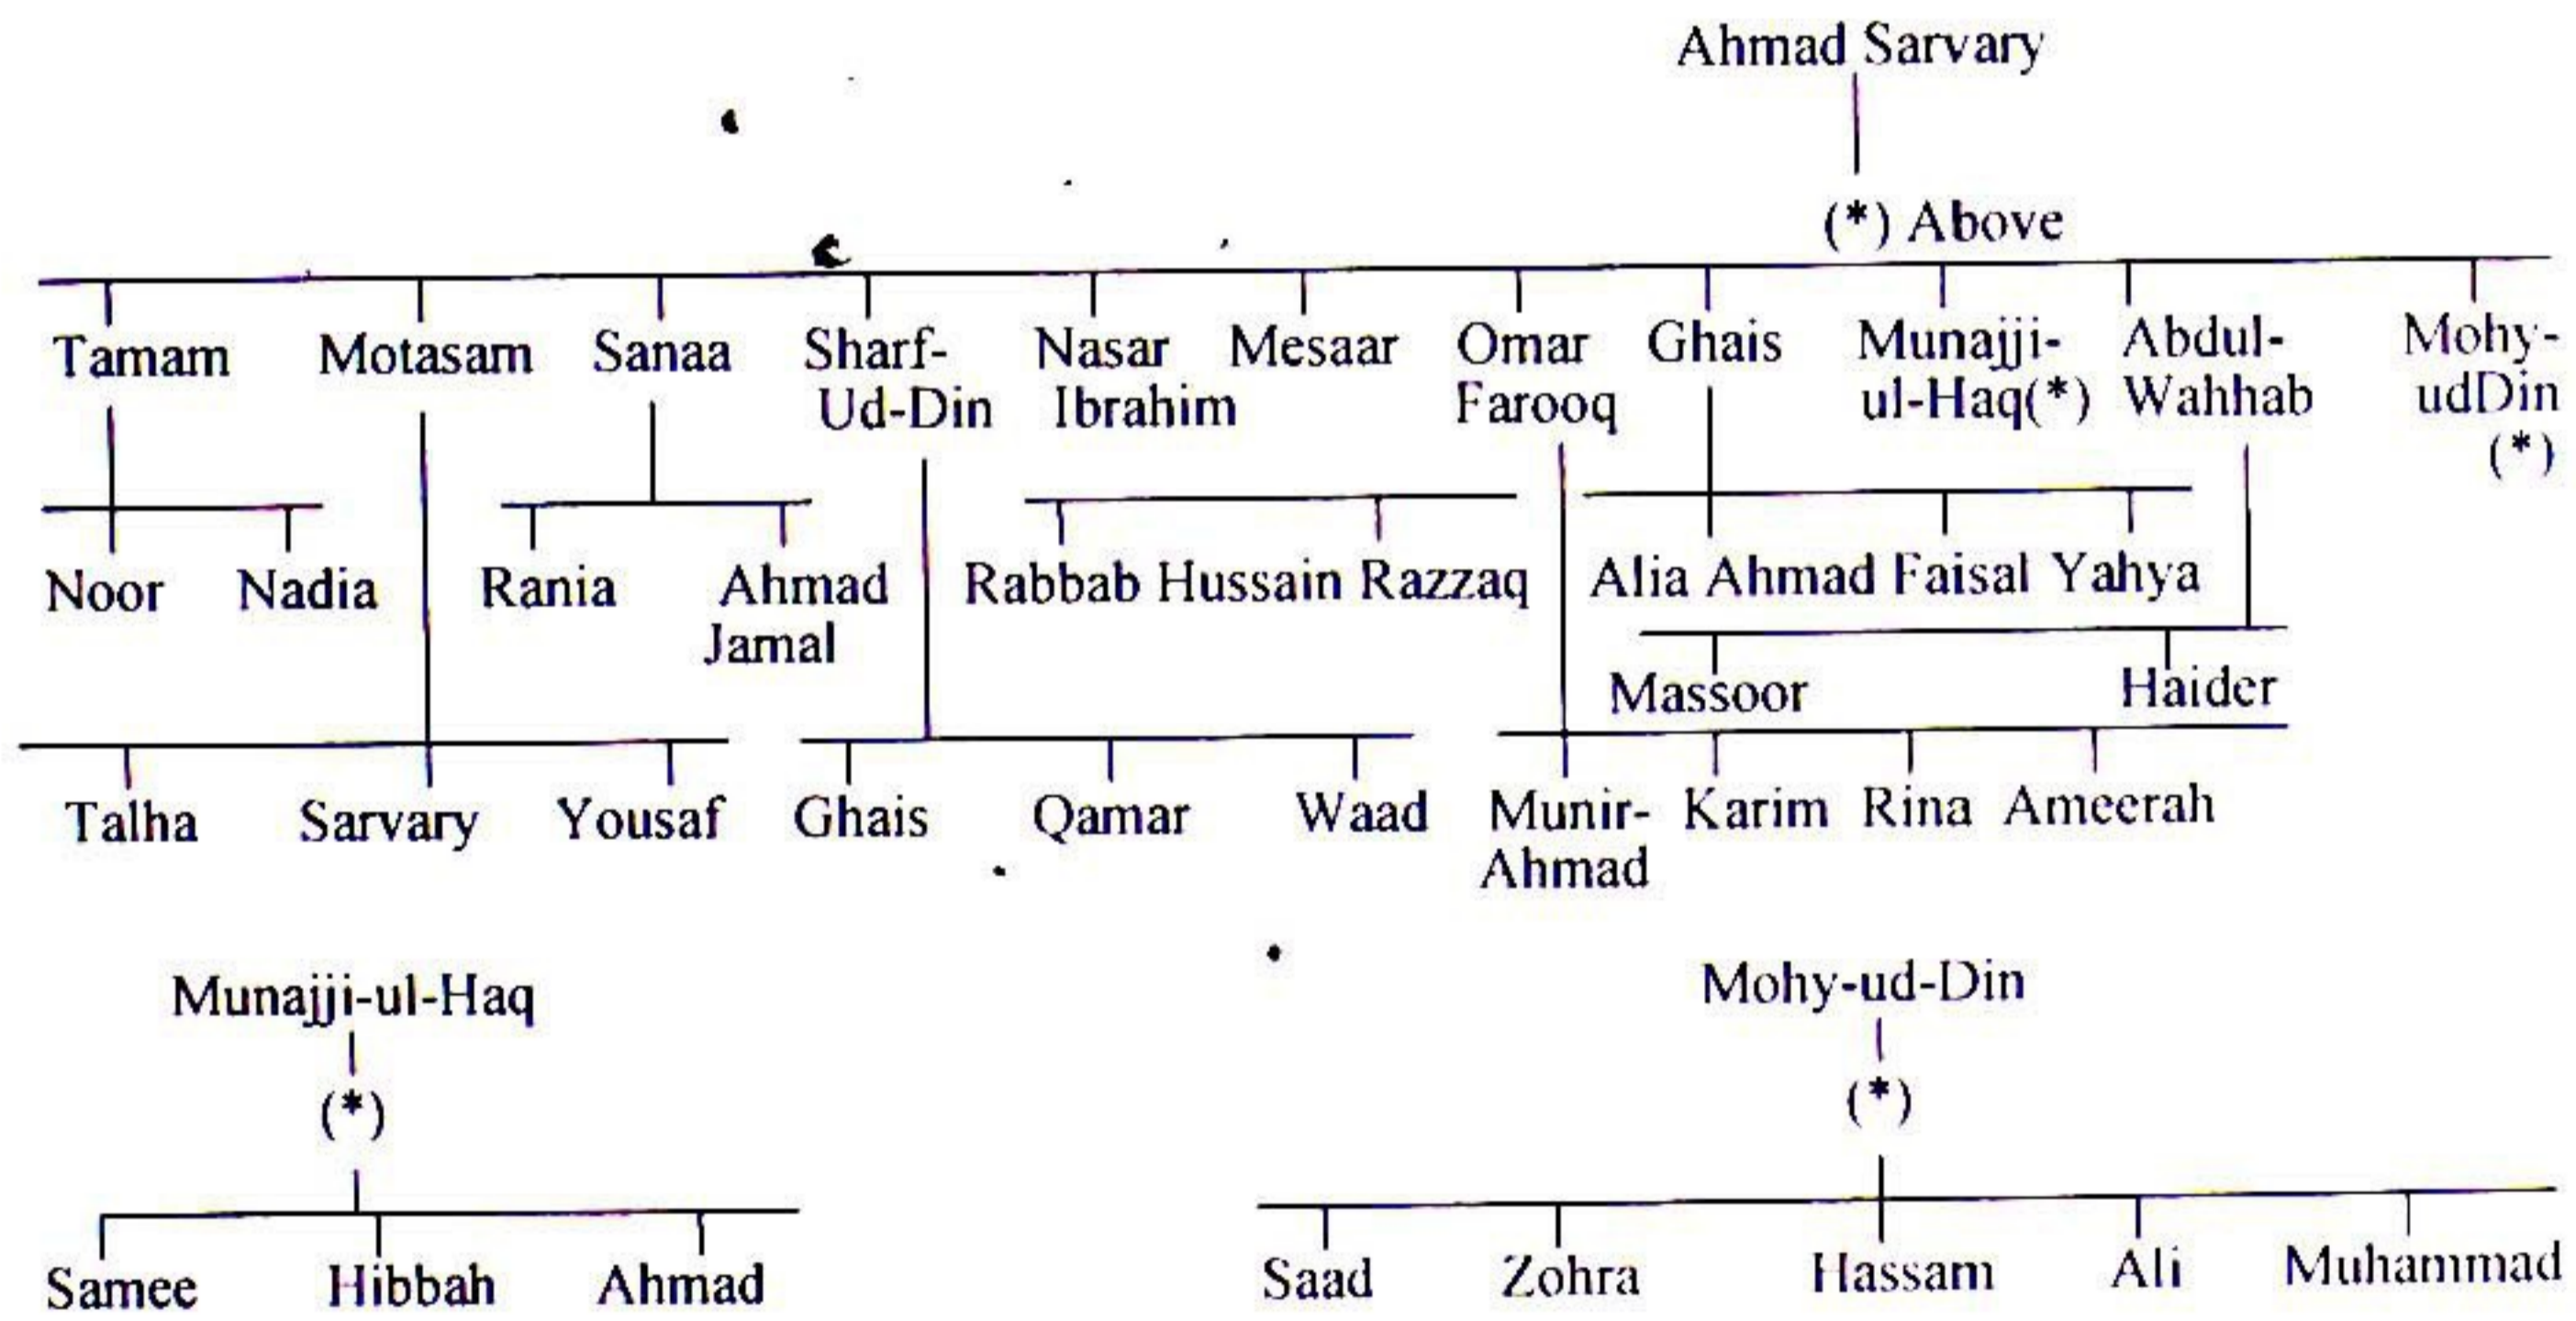 Ahmad Sarvary
(*) Above
Tamam Motasam Sanaa Sharf- Nasar Mesaar Omar Ghais Munajji- Abdul- Mohy-
Ud-Din Ibrahim Farooq ul-Haq(*) Wahhab udDin
(*)
Noor Nadia Rania Ahmad Rabbab Hussain Razzaq Alia Ahmad Faisal Yahya
Jamal
Massoor Haider
Talha Sarvary Yousaf Ghais Qamar Waad Munir- Karim Rina Ameerah
Ahmad
Munajji-ul-Haq Mohy-ud-Din
(*) (*)
Samee Hibbah Ahmad Saad Zohra Hassam Ali Muhammad